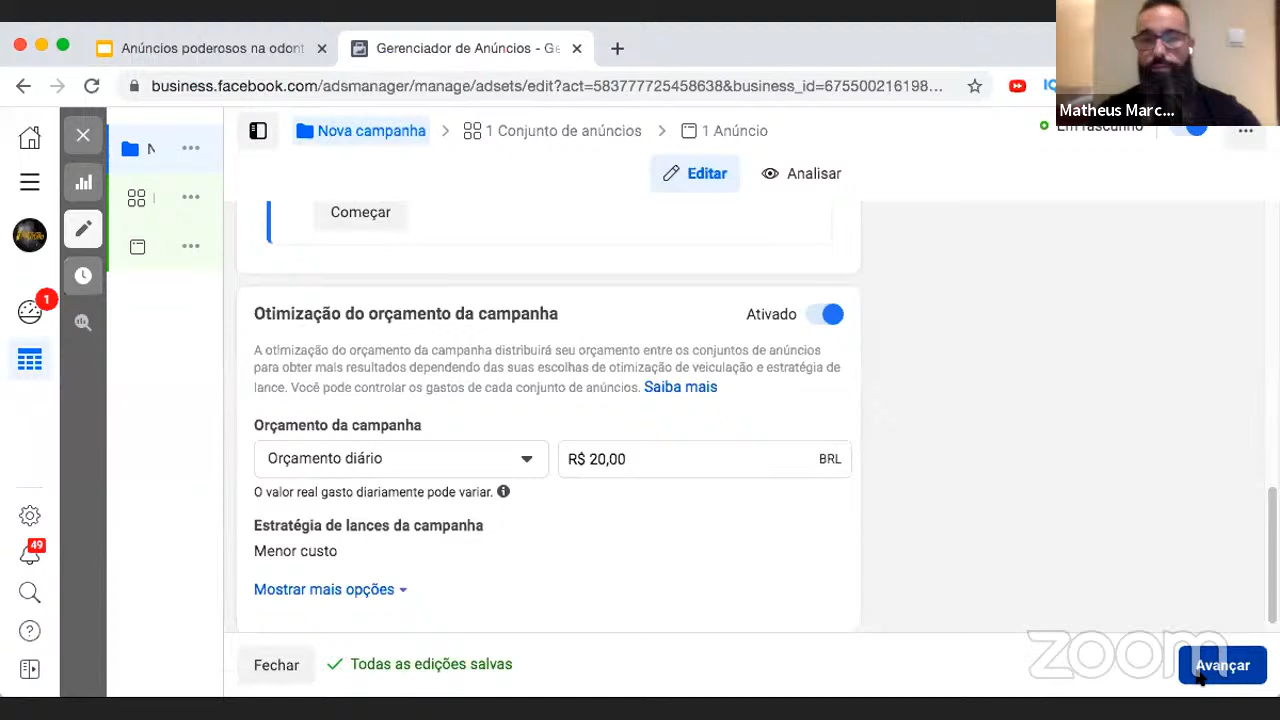 Anúncios poderosos na odont
Gerenciador de Anúncios - Ge
business.facebook.com/adsmanager/manage/adsets/edit?act=583777725458638&business_id=675500216198...
Matheus Marc...
N
Nova campanha
1 Conjunto de anúncios
1 Anúncio
Em rascunho
Editar
Analisar
Começar
1
49
Otimização do orçamento da campanha
Ativado
A otimização do orçamento da campanha distribuirá seu orçamento entre os conjuntos de anúncios
para obter mais resultados dependendo das suas escolhas de otimização de veiculação e estratégia de
lance. Você pode controlar os gastos de cada conjunto de anúncios. Saiba mais
Orçamento da campanha
Orçamento diário
R$ 20,00
BRL
O valor real gasto diariamente pode variar.
Estratégia de lances da campanha
Menor custo
Mostrar mais opções
Fechar
Todas as edições salvas
zoom
Avançar